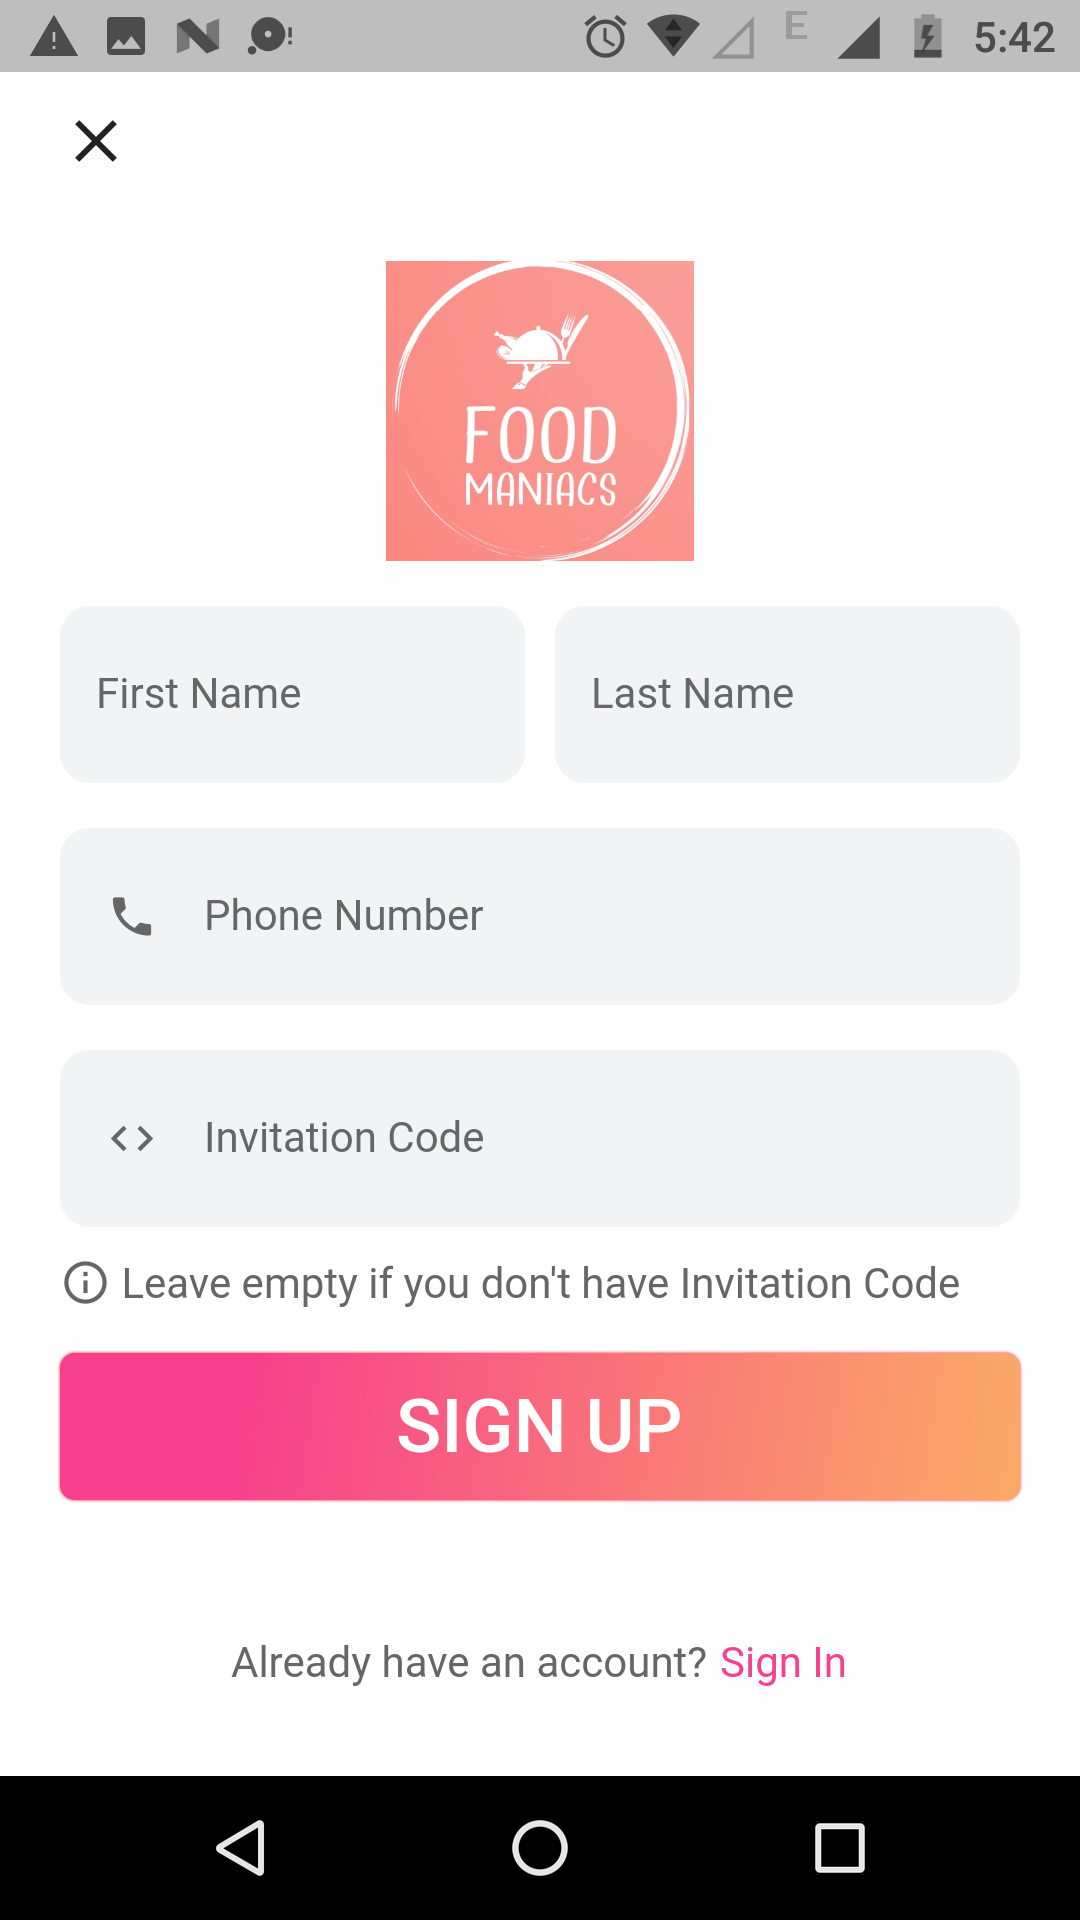 E 5:42
FOOD
MANIACS
First Name Last Name
Phone Number
Invitation Code
Leave empty if you don't have Invitation Code
SIGN UP
Already have an account? Sign In